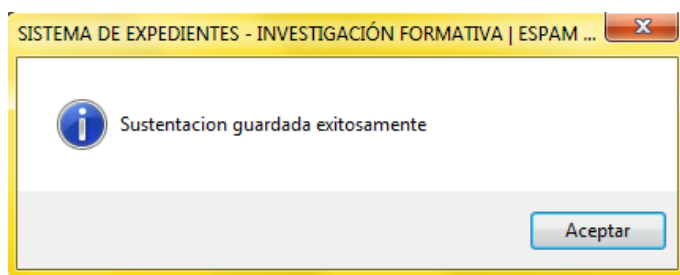 SISTEMA DE EXPEDIENTES - INVESTIGACIÓN FORMATIVA | ESPAM ...
Sustentacion guardada exitosamente
Aceptar